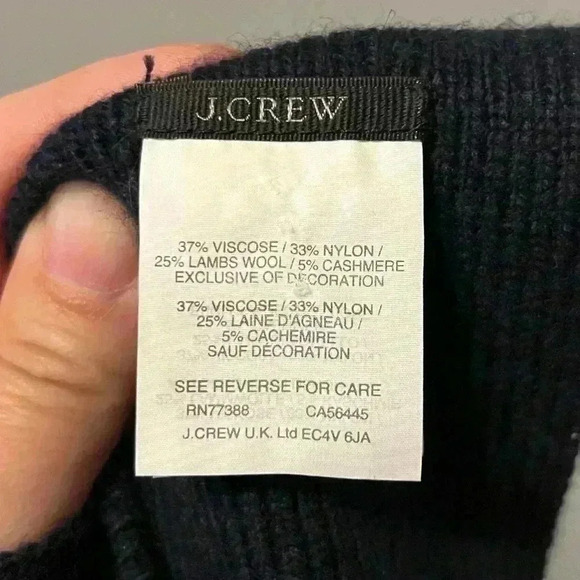 J.CREW
37% VISCOSE / 33% NYLON /
25% LAMBS WOOL / 5% CASHMERE
EXCLUSIVE OF DECORATION
37% VISCOSE / 33% NYLON /
25% LAINE D'AGNEAU /
5% CACHEMIRE
SAUF DÉCORATION
SEE REVERSE FOR CARE
RN77388 CA56445
J.CREW U.K. Ltd EC4V 6JA